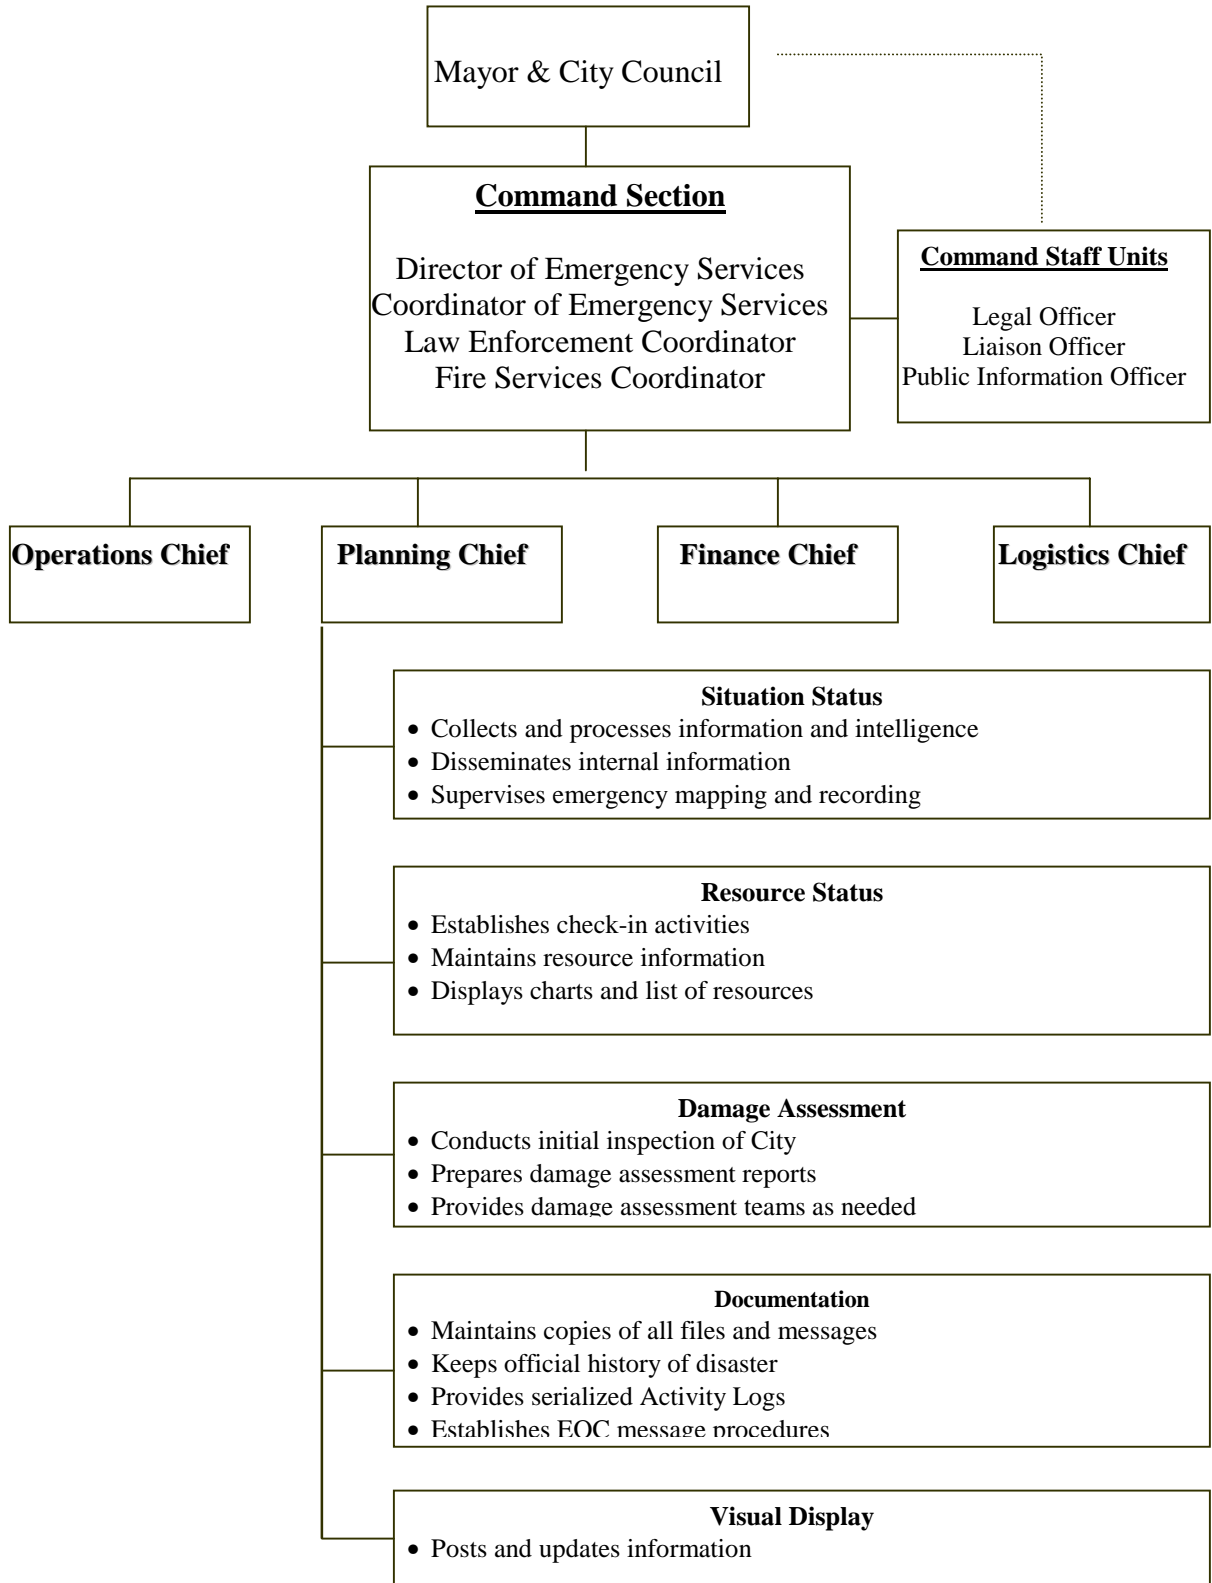 Mayor & City Council
Command Section
Director of Emergency Services
Coordinator of Emergency Services
Law Enforcement Coordinator
Fire Services Coordinator
Command Staff Units
Legal Officer
Liaison Officer
Public Information Officer
Operations Chief
Planning Chief
Finance Chief
Logistics Chief
Situation Status
• Collects and processes information and intelligence
• Disseminates internal information
• Supervises emergency mapping and recording
Resource Status
• Establishes check-in activities
• Maintains resource information
• Displays charts and list of resources
Damage Assessment
• Conducts initial inspection of City
• Prepares damage assessment reports
• Provides damage assessment teams as needed
Documentation
• Maintains copies of all files and messages
• Keeps official history of disaster
• Provides serialized Activity Logs
• Establishes EOC message procedures
Visual Display
• Posts and updates information